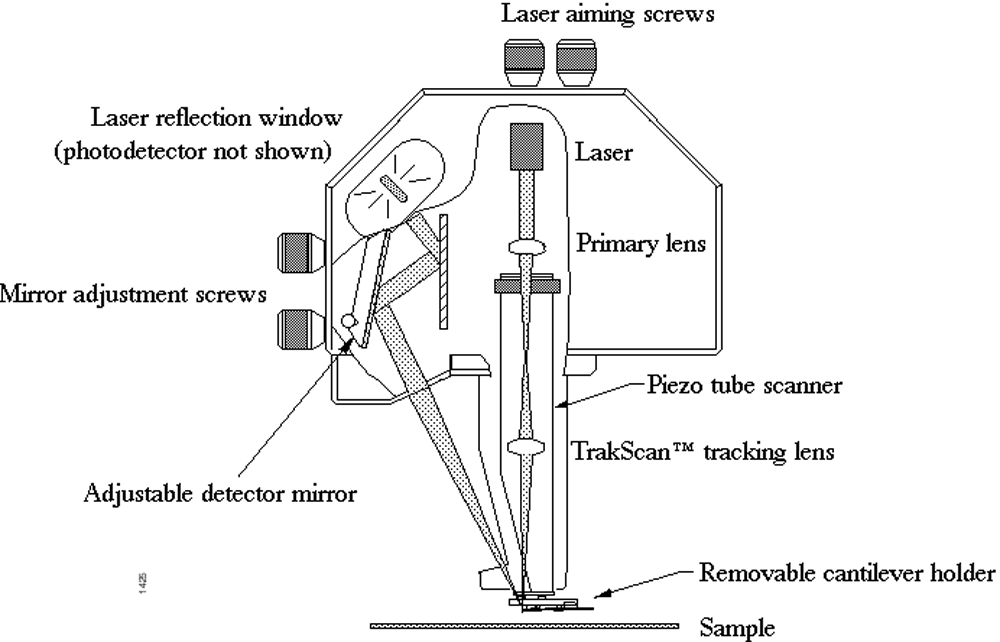 Laser aiming screws
Laser reflection window
(photodetector not shown)
Laser
Primary lens
Mirror adjustment screws
Piezo tube scanner
TrakScan™ tracking lens
Adjustable detector mirror
Removable cantilever holder
1425
Sample